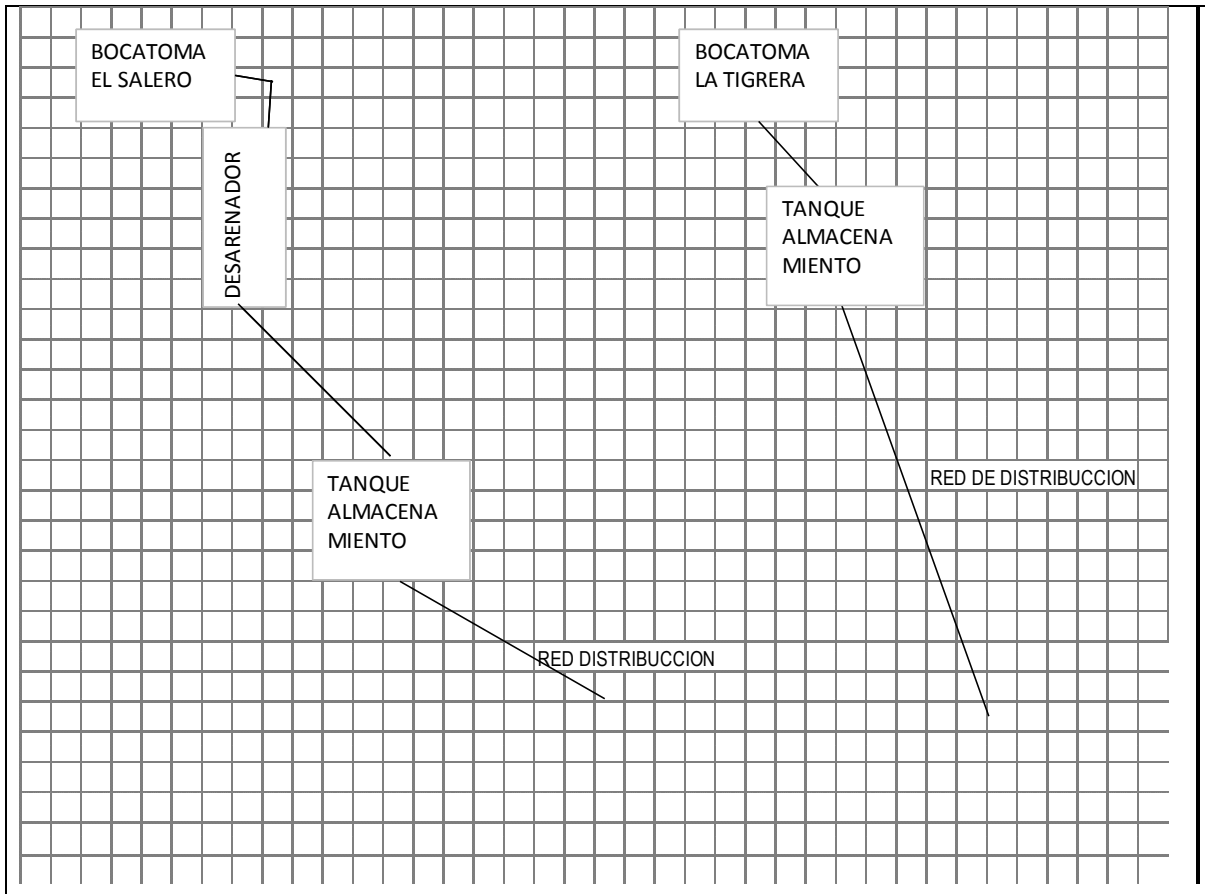 BOCATOMA
EL SALERO
DESARENADOR
TANQUE
ALMACENA
MIENTO
RED DISTRIBUCCION
BOCATOMA
LA TIGRERA
TANQUE
ALMACENA
MIENTO
RED DE DISTRIBUCCION